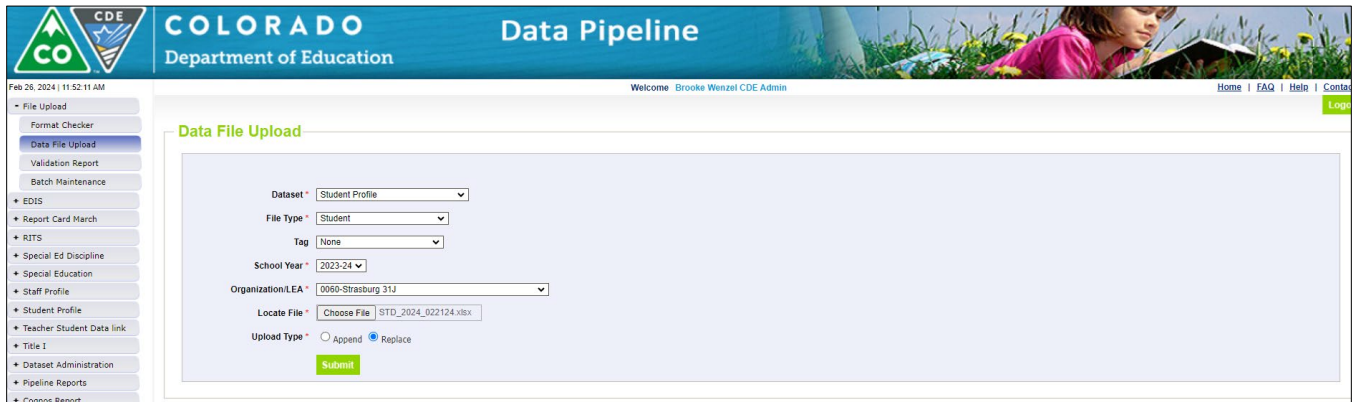 CDE
CO
COLORADO
Department of Education
Data Pipeline
Feb 26, 2024 | 11:52:11 AM
Welcome Brooke Wenzel CDE Admin
Home | FAQ | Help | Contac
Logo
- File Upload
Format Checker
Data File Upload
Validation Report
Batch Maintenance
+ EDIS
+ Report Card March
+ RITS
+ Special Ed Discipline
+ Special Education
+ Staff Profile
+ Student Profile
+ Teacher Student Data link
+ Title I
+ Dataset Administration
+ Pipeline Reports
+ Cognos Report
Data File Upload
Dataset * Student Profile
File Type * Student
Tag None
School Year * 2023-24
Organization/LEA * 0060-Strasburg 31J
Locate File * Choose File STD_2024_022124.xlsx
Upload Type * Append Replace
Submit